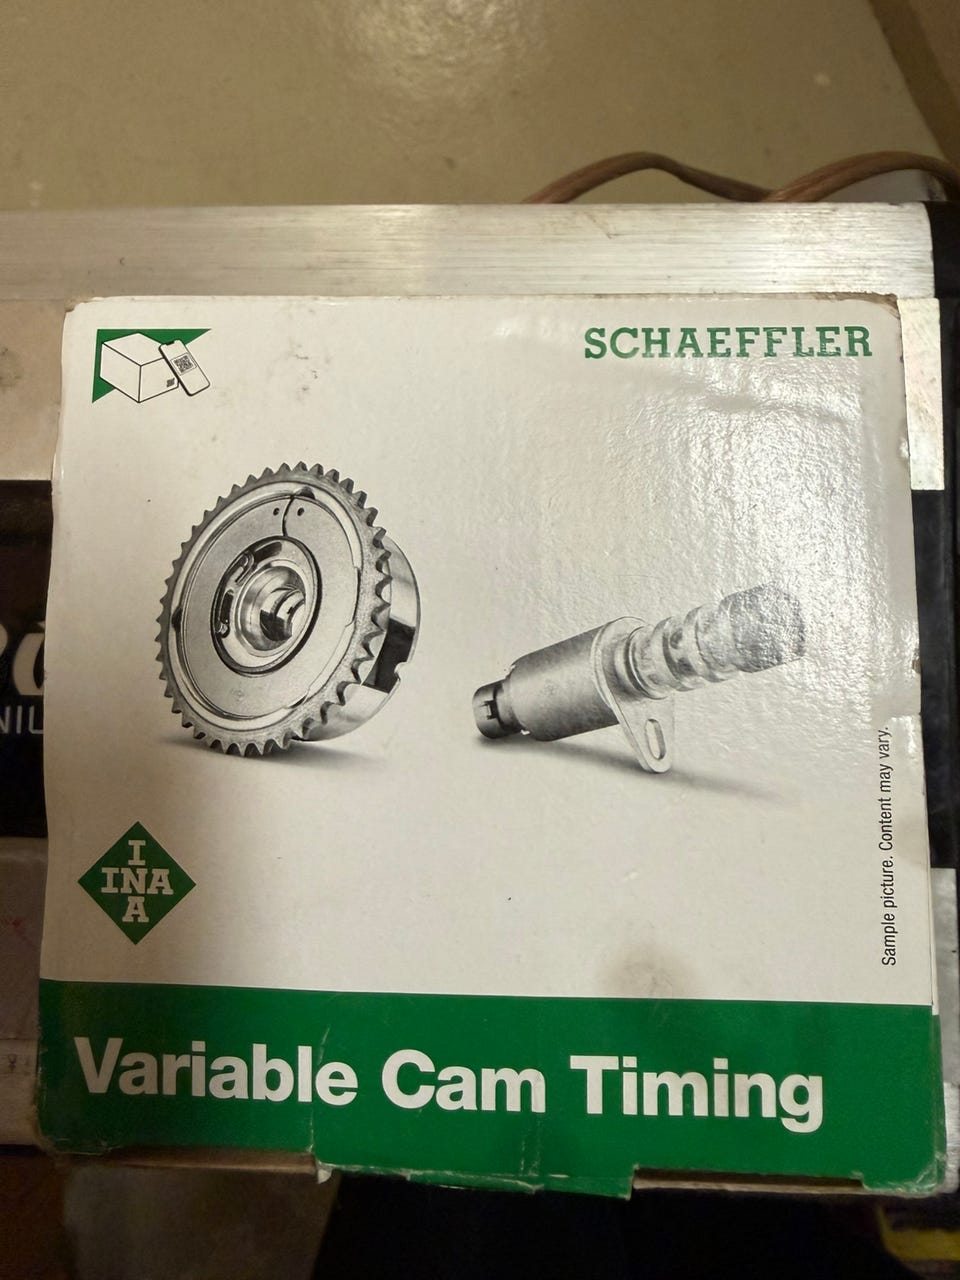 SCHAEFFLER
Sample picture. Content may vary.
I
INA
A
Variable Cam Timing